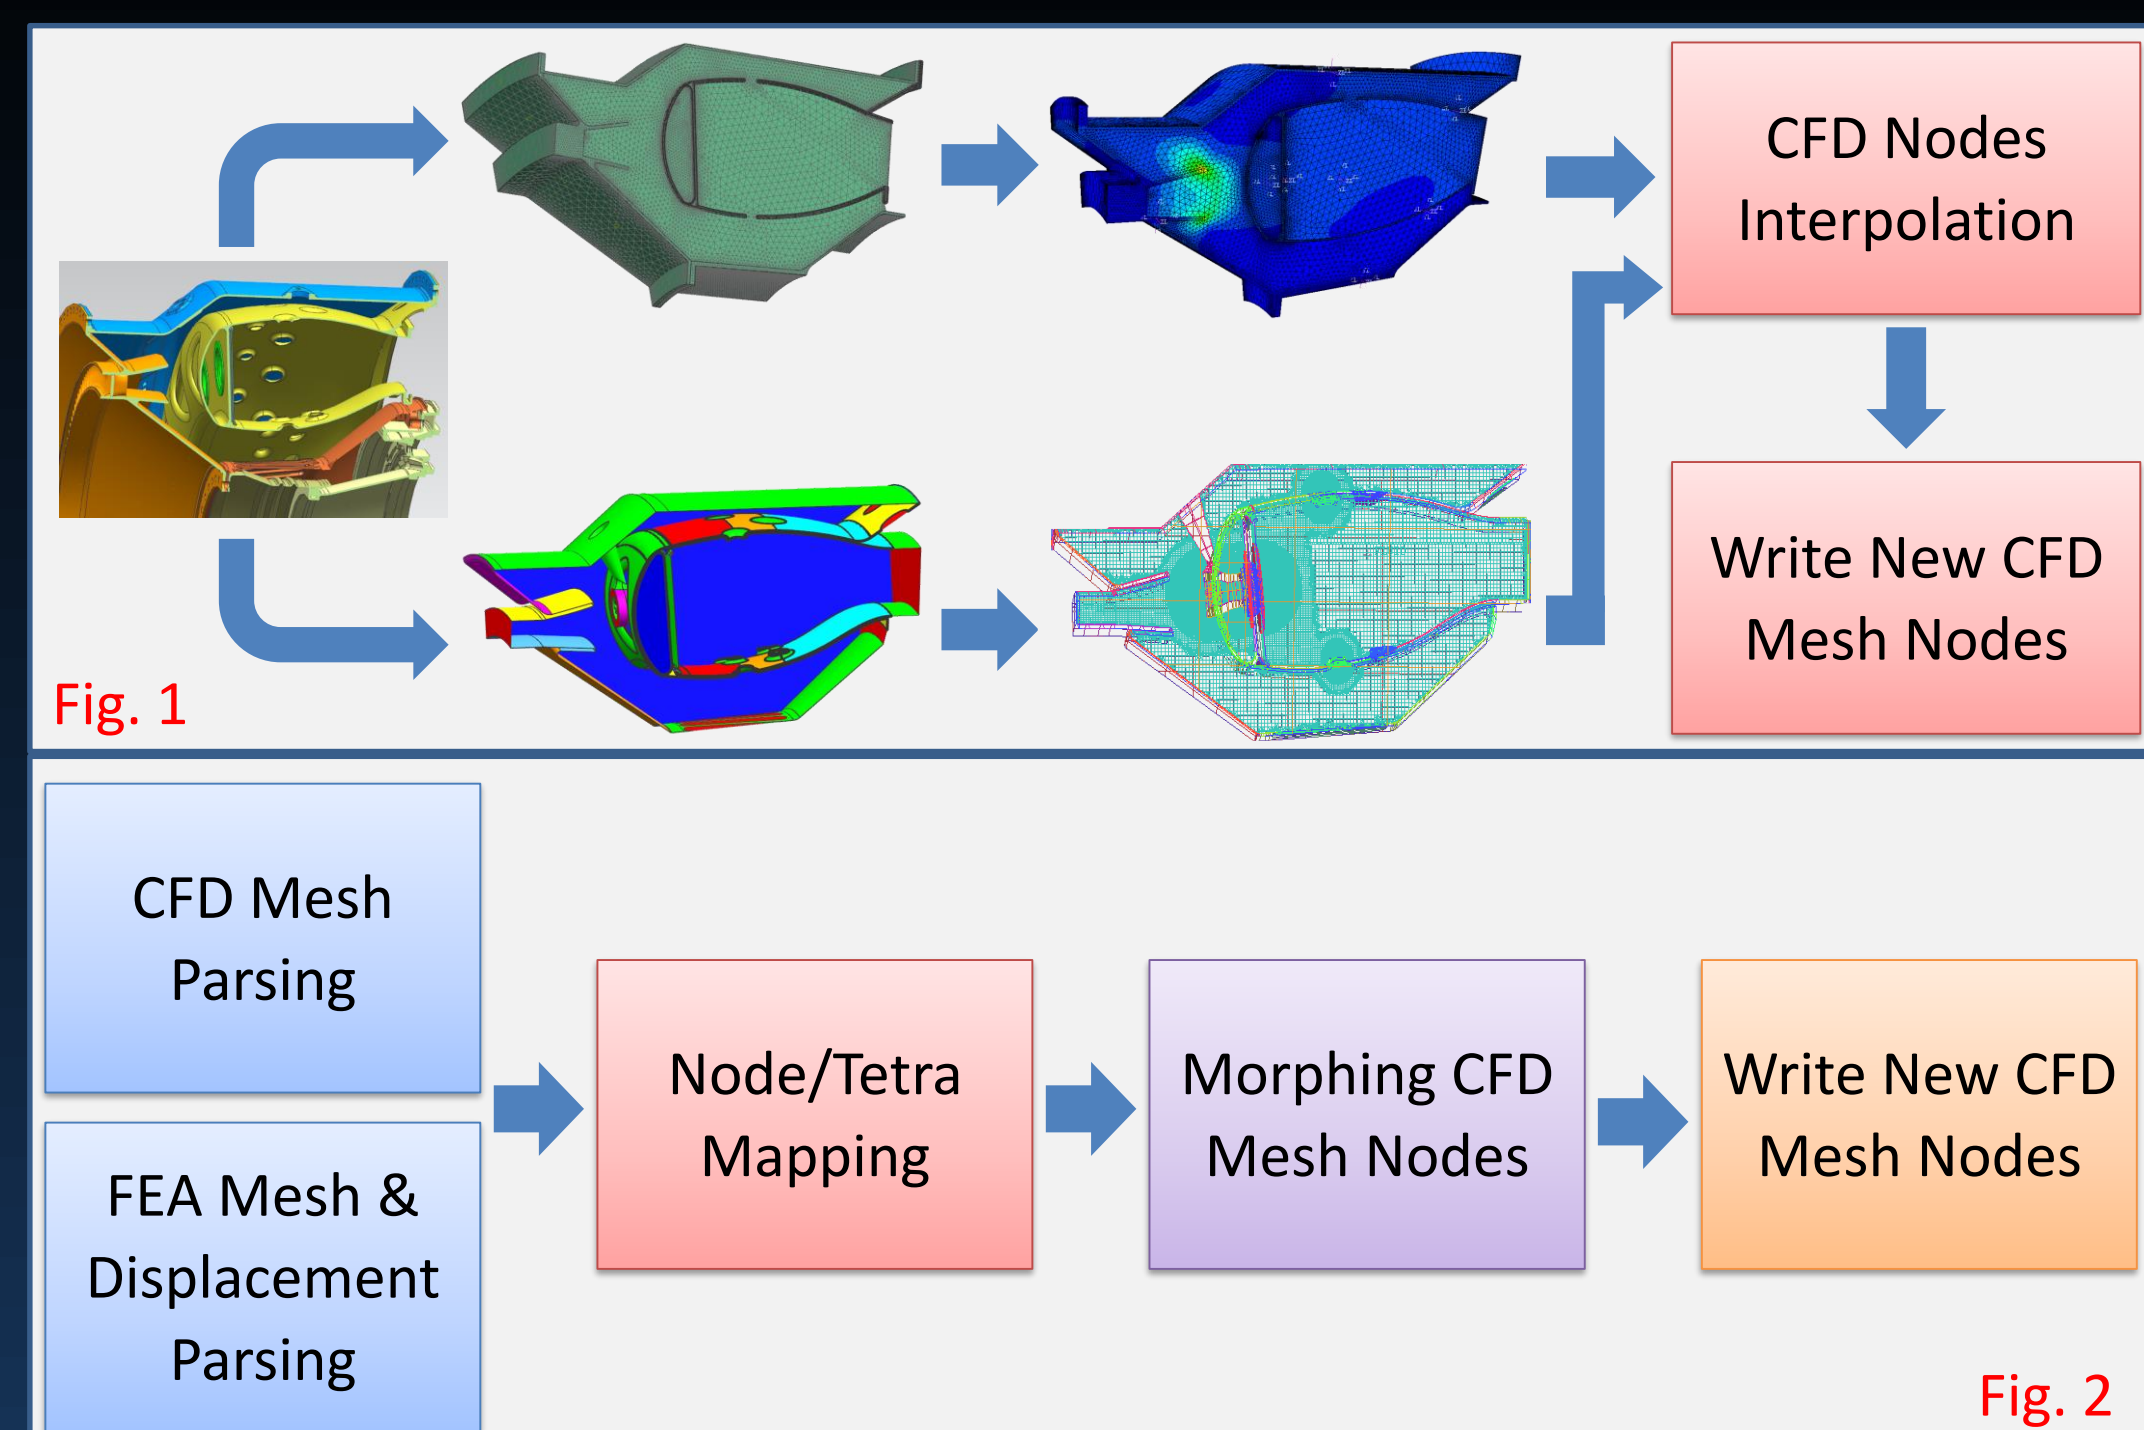 CFD Nodes
Interpolation
Write New CFD
Mesh Nodes
Fig. 1
CFD Mesh
Parsing
FEA Mesh &
Displacement
Parsing
Node/Tetra
Mapping
Morphing CFD
Mesh Nodes
Write New CFD
Mesh Nodes
Fig. 2